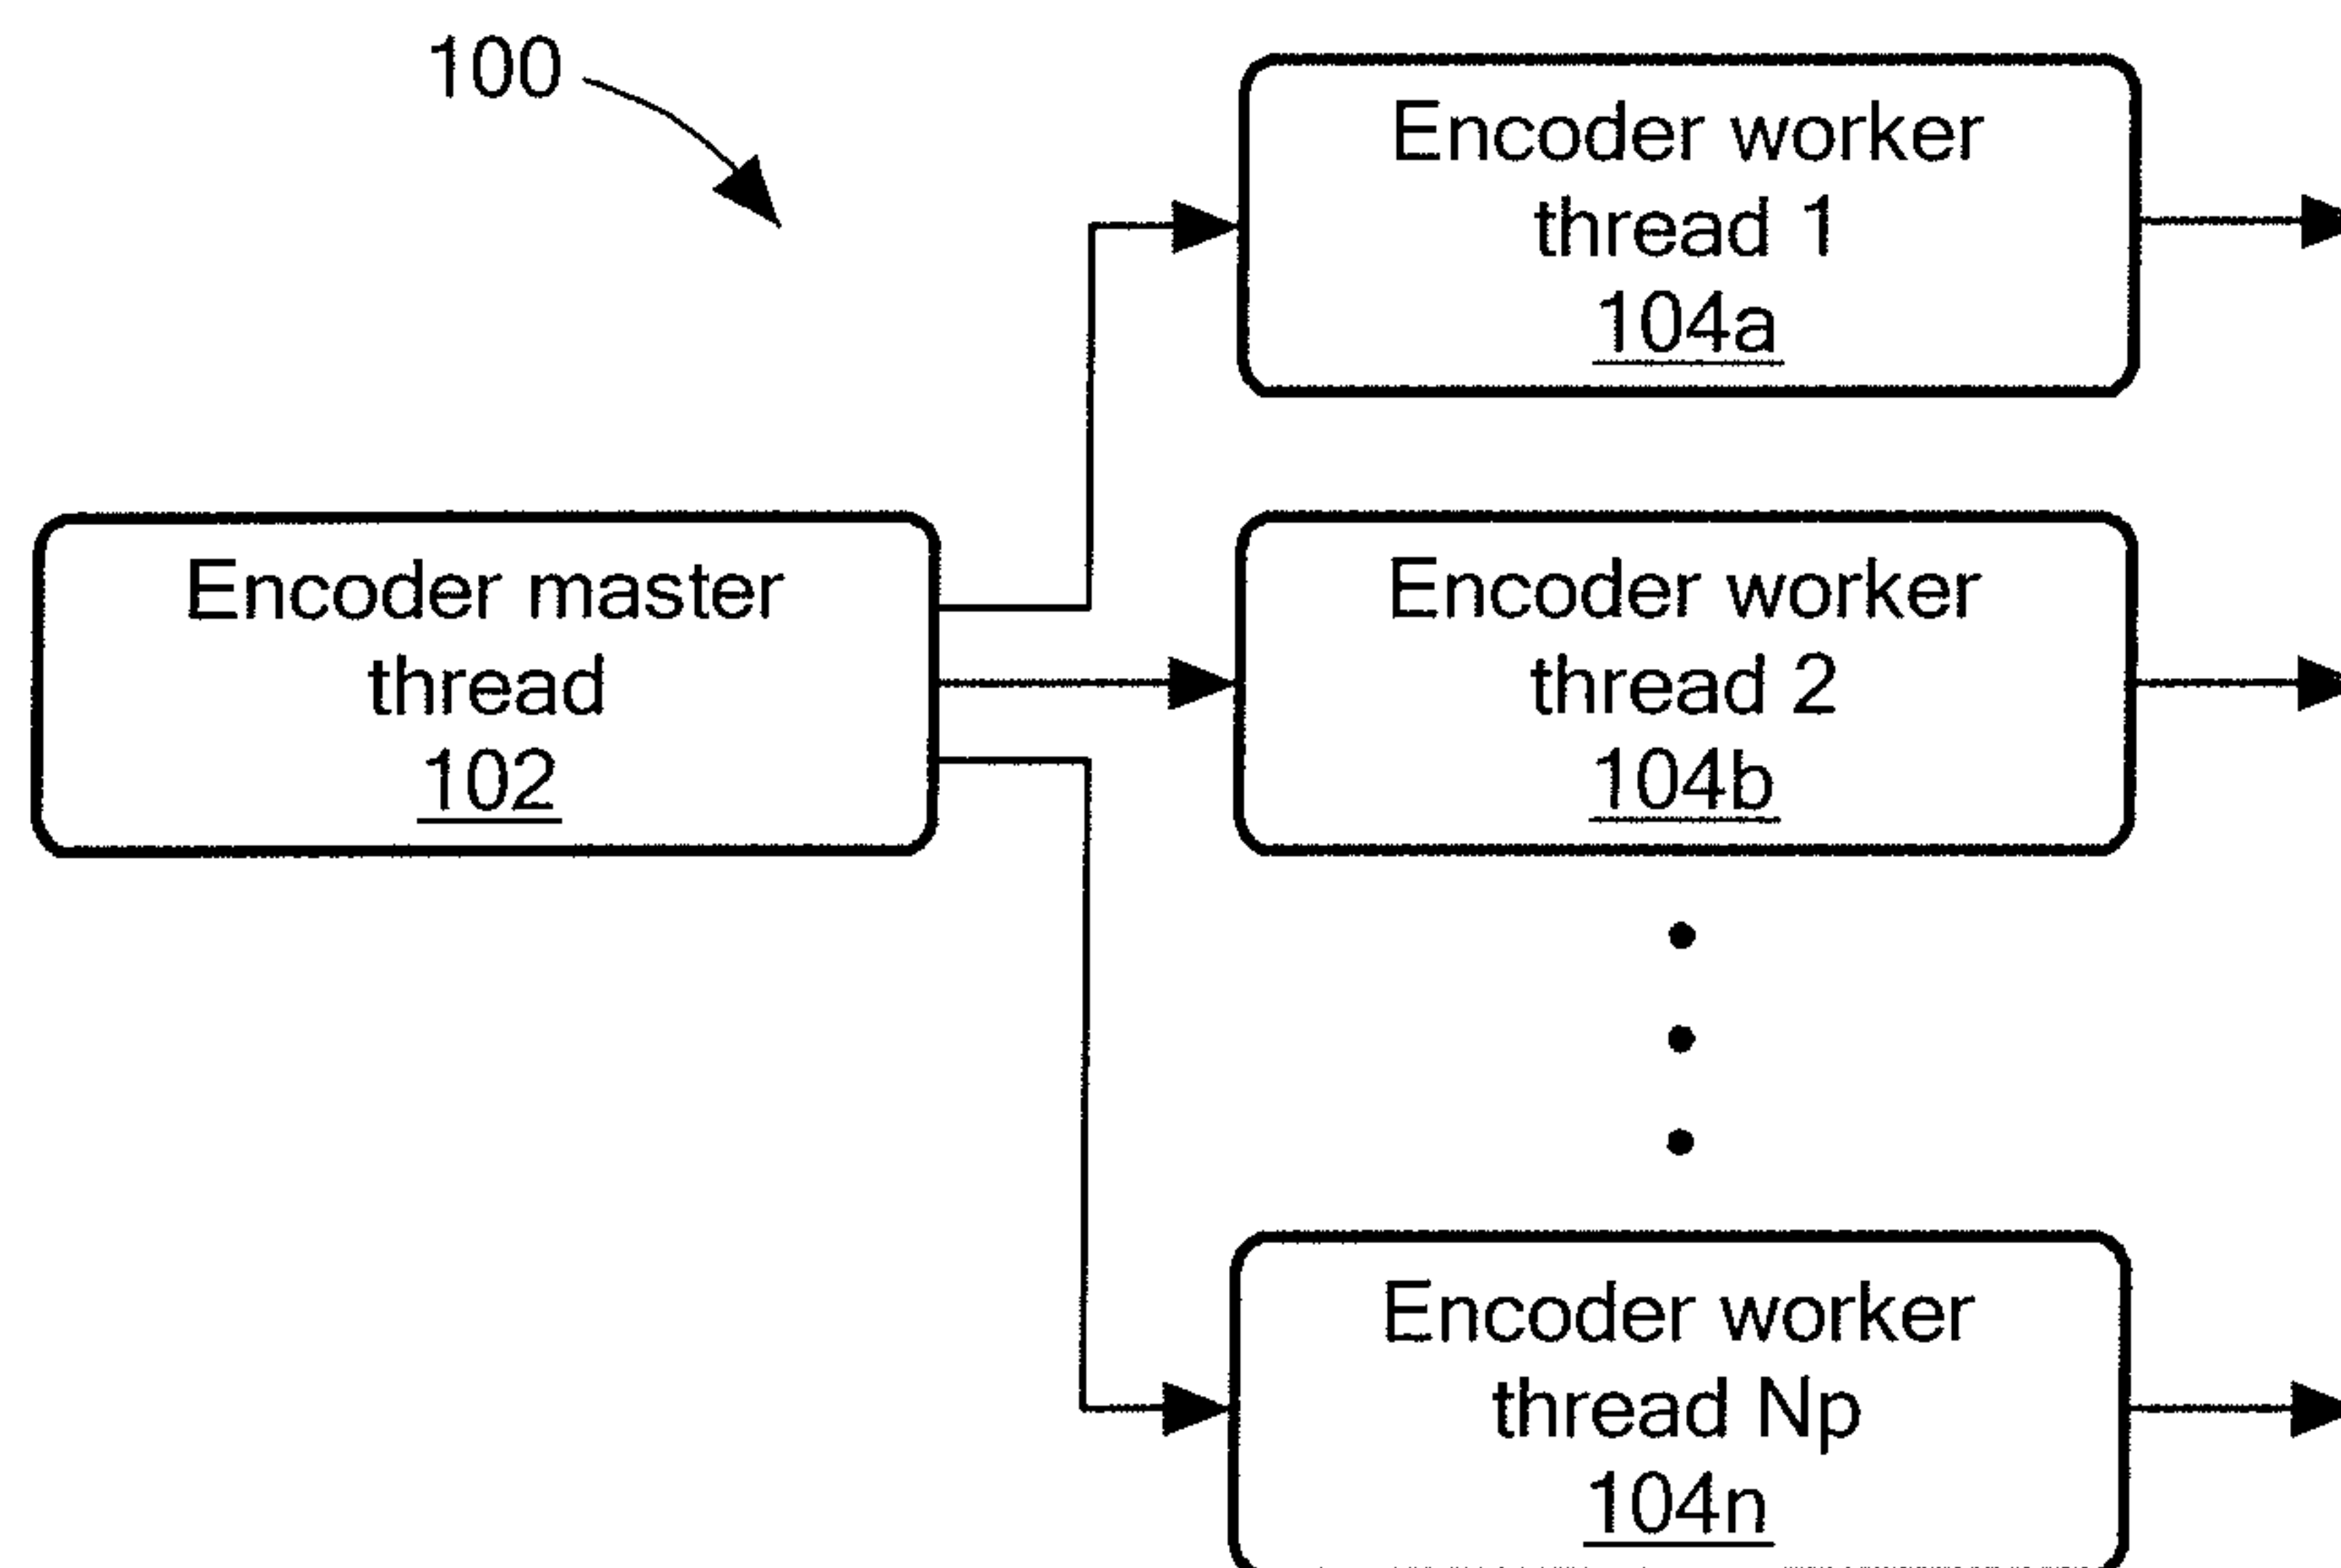 100
Encoder worker
thread 1
104a
Encoder master
thread
102
Encoder worker
thread 2
104b
Encoder worker
thread Np
104n